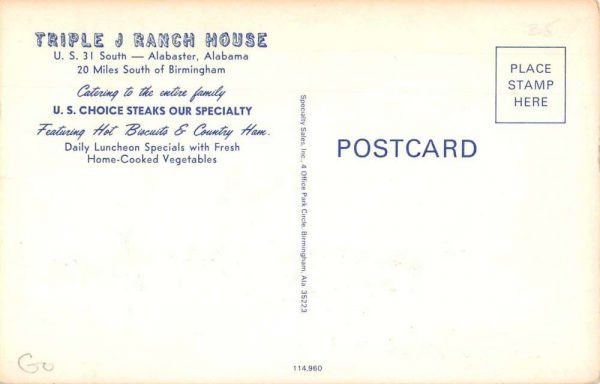 TRIPLE J RANCH HOUSE
U. S. 31 South — Alabaster, Alabama
20 Miles South of Birmingham
Catering to the entire family
U. S. CHOICE STEAKS OUR SPECIALTY
Featuring Hot Biscuits & Country Ham.
Daily Luncheon Specials with Fresh
Home-Cooked Vegetables
Specialty Sales, Inc., 4 Office Park Circle, Birmingham, Ala 35223
POSTCARD
35
PLACE
STAMP
HERE
Go
114,960